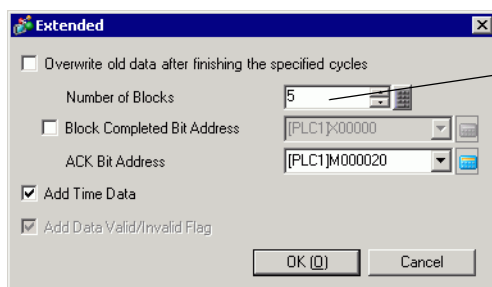 Extended
Overwrite old data after finishing the specified cycles
Number of Blocks 5
Block Completed Bit Address [PLC1]X00000
ACK Bit Address [PLC1]M000020
Add Time Data
Add Data Valid/Invalid Flag
OK (O) Cancel